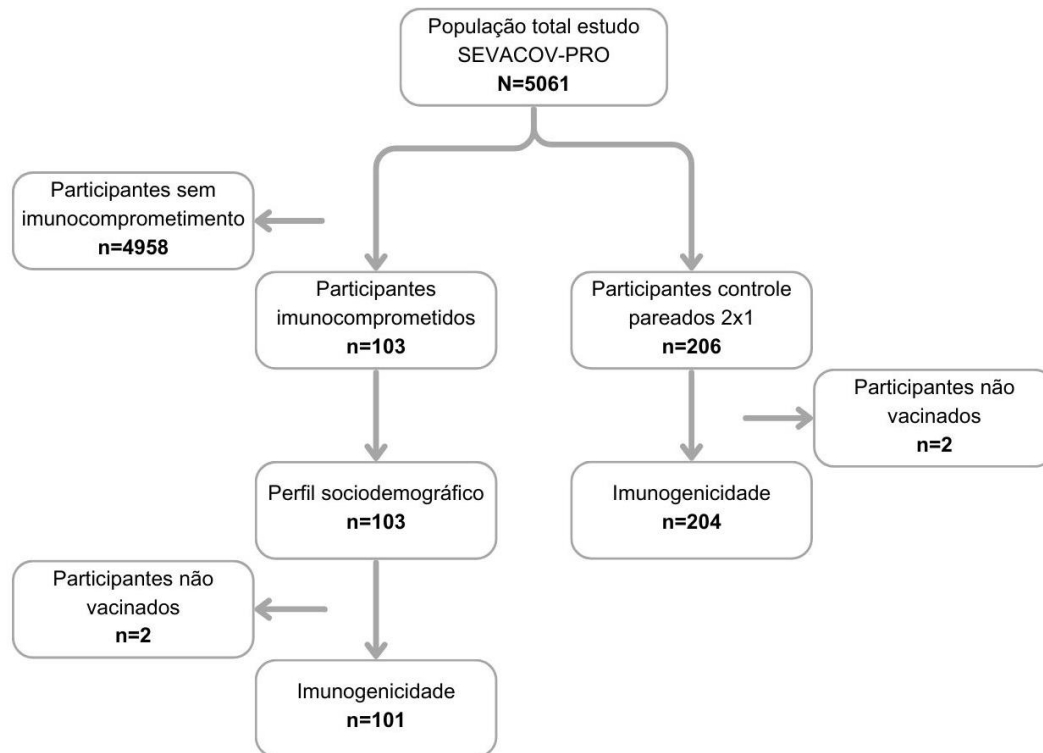 População total estudo
SEVACOV-PRO
N=5061
Participantes sem
imunocomprometimento
n=4958
Participantes
imunocomprometidos
n=103
Participantes controle
pareados 2x1
n=206
Participantes não
vacinados
n=2
Perfil sociodemográfico
n=103
Imunogenicidade
n=204
Participantes não
vacinados
n=2
Imunogenicidade
n=101